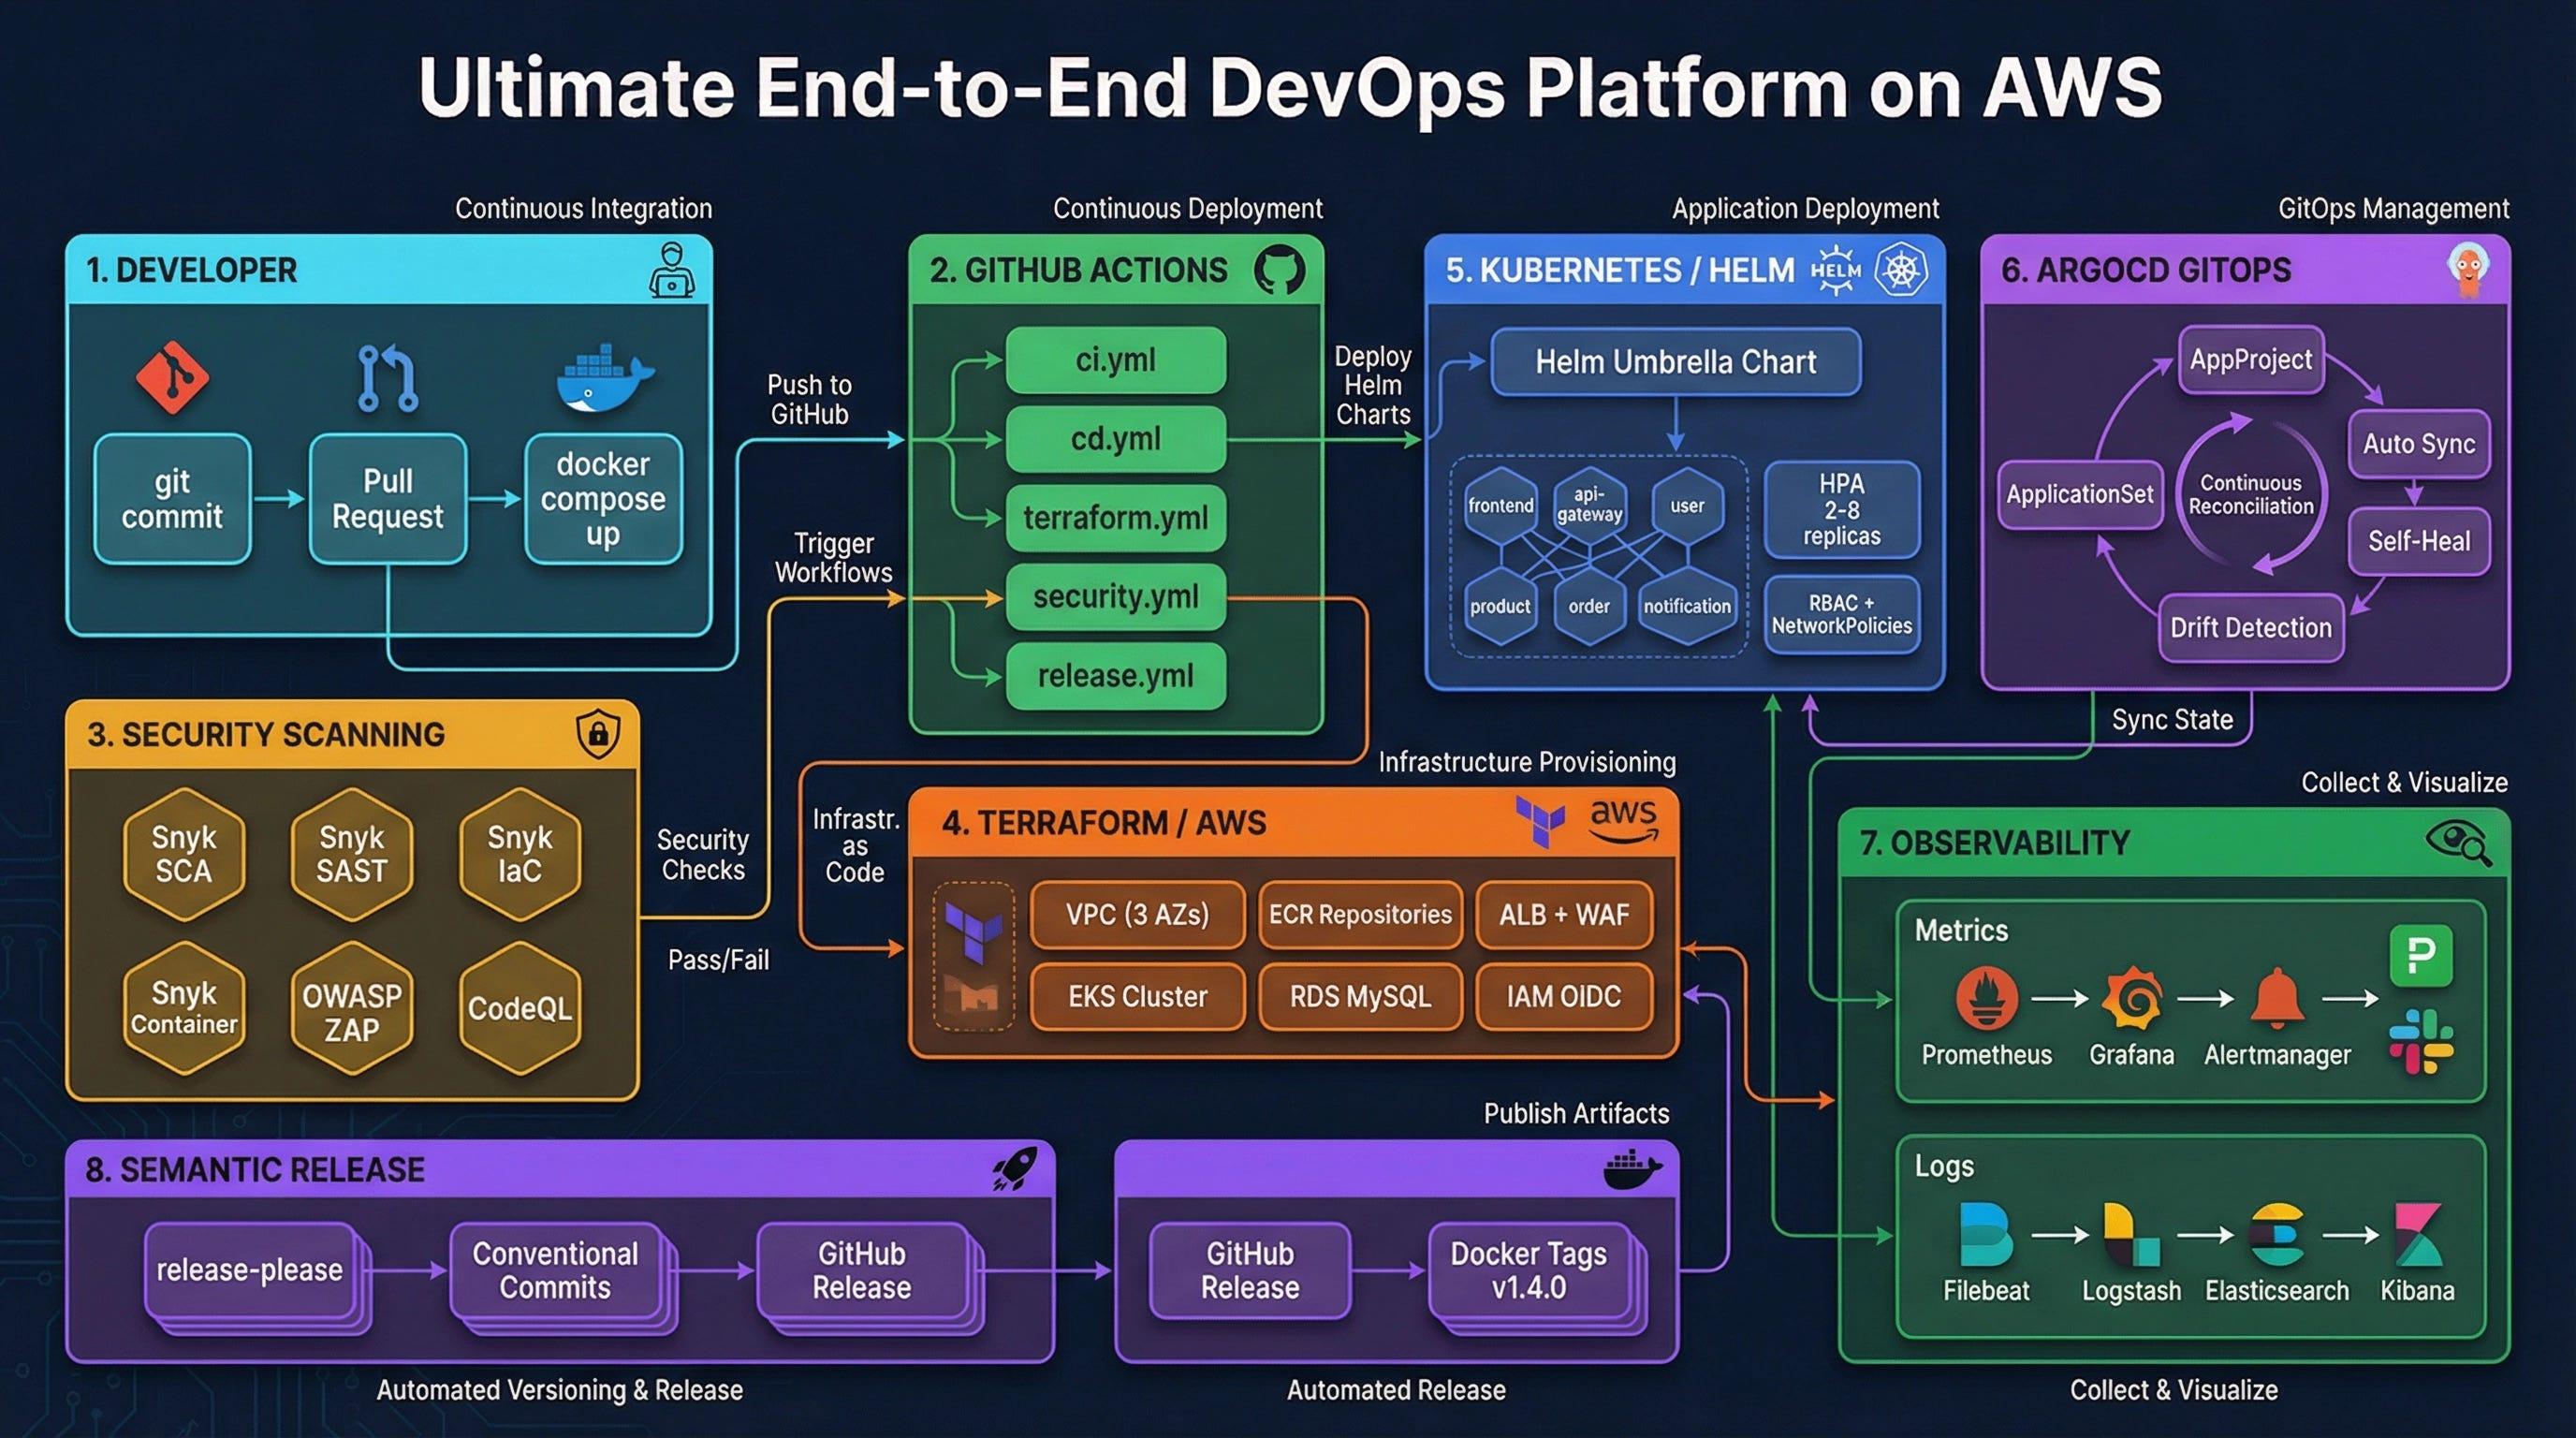 Ultimate End-to-End DevOps Platform on AWS
Continuous Integration
1. DEVELOPER
git
commit
Pull
Request
docker
compose
up
Push to
GitHub
Trigger
Workflows
Continuous Deployment
2. GITHUB ACTIONS
ci.yml
cd.yml
terraform.yml
security.yml
release.yml
Deploy
Helm
Charts
Application Deployment
5. KUBERNETES / HELM
HELM
Helm Umbrella Chart
frontend
api-
gateway
user
product
order
notification
HPA
2-8
replicas
RBAC +
NetworkPolicies
GitOps Management
6. ARGOCD GITOPS
AppProject
Auto Sync
Self-Heal
Drift Detection
ApplicationSet
Continuous
Reconciliation
Sync State
3. SECURITY SCANNING
Snyk
SCA
Snyk
SAST
Snyk
IaC
Snyk
Container
OWASP
ZAP
CodeQL
Security
Checks
Pass/Fail
Infrastr.
as
Code
Infrastructure Provisioning
4. TERRAFORM / AWS
aws
VPC (3 AZs)
ECR Repositories
ALB + WAF
EKS Cluster
RDS MySQL
IAM OIDC
Collect & Visualize
7. OBSERVABILITY
Metrics
P
Prometheus
Grafana
Alertmanager
Logs
Filebeat
Logstash
Elasticsearch
Kibana
Collect & Visualize
8. SEMANTIC RELEASE
release-please
Conventional
Commits
GitHub
Release
Automated Versioning & Release
Publish Artifacts
GitHub
Release
Docker Tags
v1.4.0
Automated Release